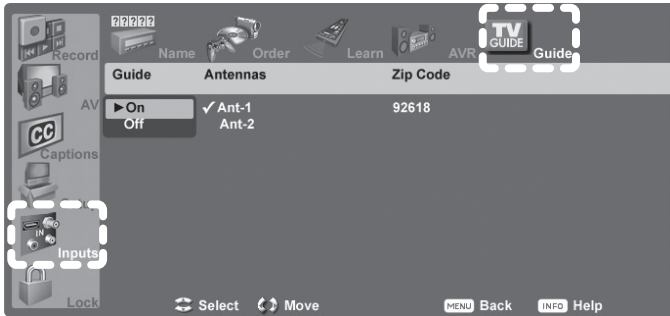 ?????
Record
Name
Order
Learn
AVR
TV
GUIDE
Guide
Guide Antennas Zip Code
AV
►On ✓Ant-1 92618
Off Ant-2
CC
Captions
IN
Inputs
Lock
Select Move MENU Back INFO Help